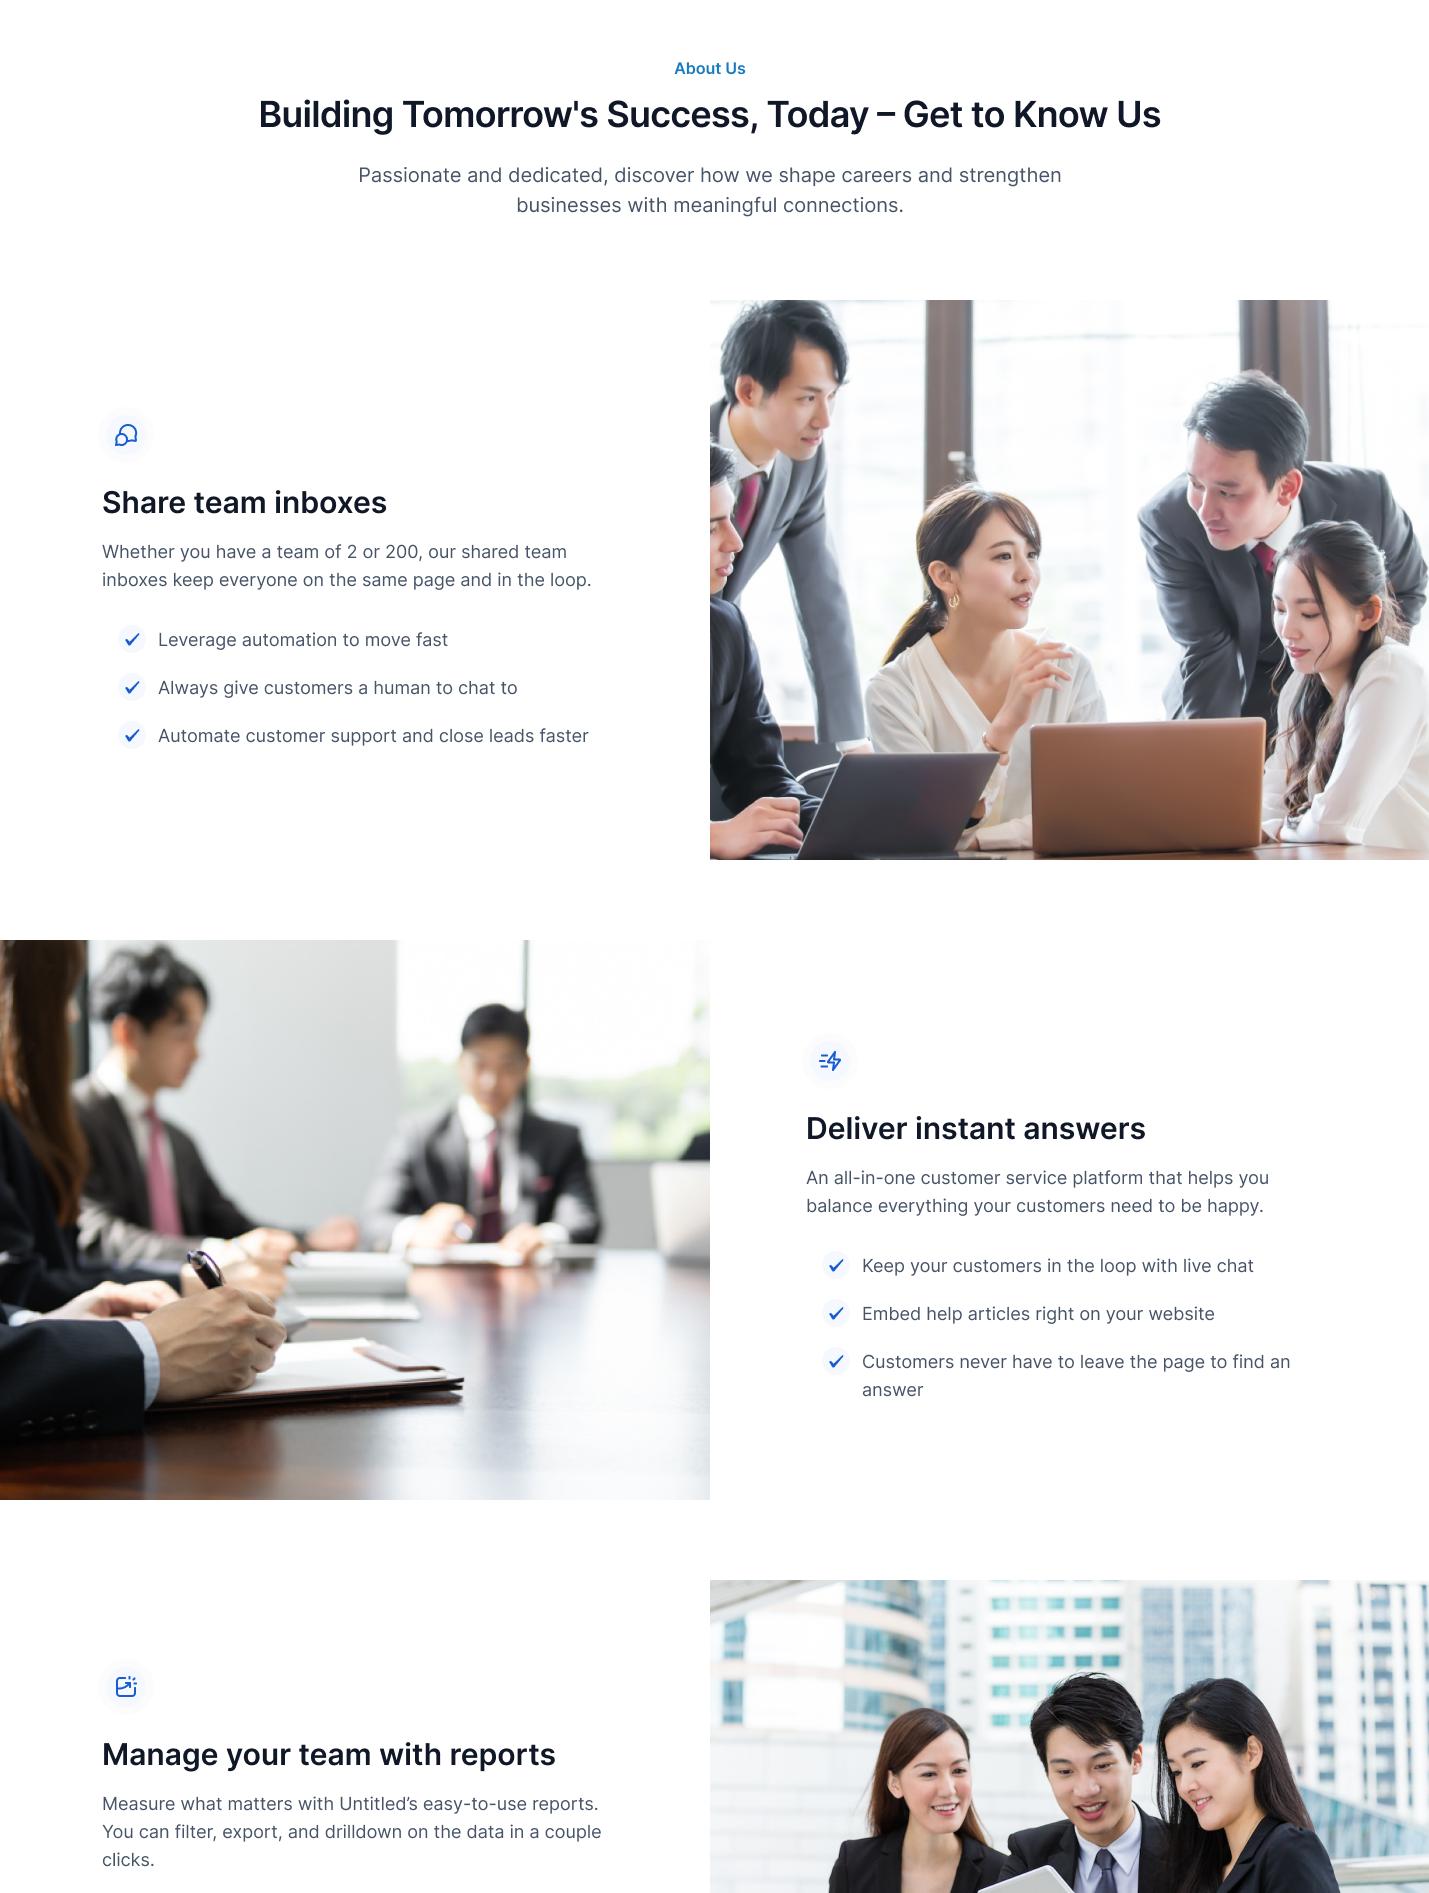 About Us
Building Tomorrow's Success, Today – Get to Know Us
Passionate and dedicated, discover how we shape careers and strengthen
businesses with meaningful connections.
Share team inboxes
Whether you have a team of 2 or 200, our shared team
inboxes keep everyone on the same page and in the loop.
Leverage automation to move fast
Always give customers a human to chat to
Automate customer support and close leads faster
Deliver instant answers
An all-in-one customer service platform that helps you
balance everything your customers need to be happy.
Keep your customers in the loop with live chat
Embed help articles right on your website
Customers never have to leave the page to find an
answer
Manage your team with reports
Measure what matters with Untitled’s easy-to-use reports.
You can filter, export, and drilldown on the data in a couple
clicks.